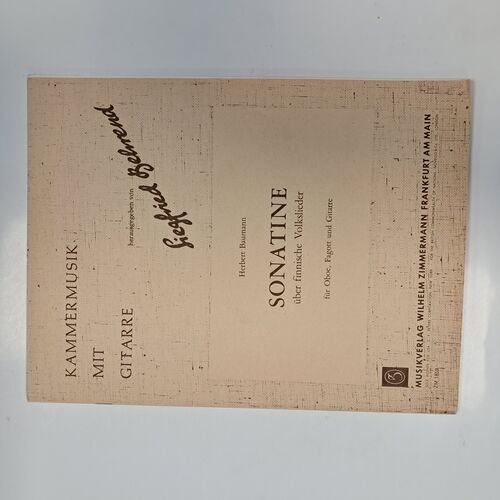 KAMMERMUSIK
MIT
GITARRE
herausgegeben von
Siegfried Behrend
Herbert Baumann
SONATINE
über finnische Volkslieder
für Oboe, Fagott und Gitarre
MUSIKVERLAG WILHELM ZIMMERMANN FRANKFURT AM MAIN